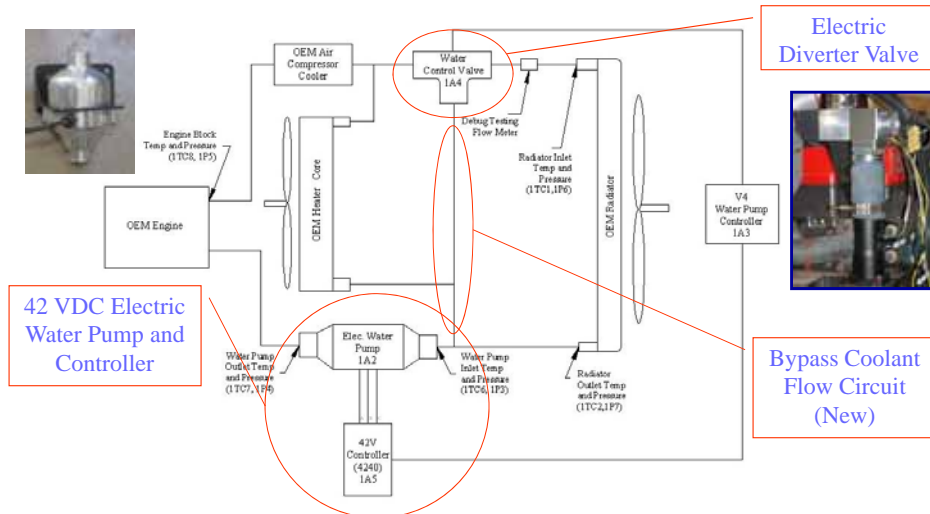 Electric
Diverter Valve
OEM Air
Compressor
Cooler
Water
Control Valve
1A4
Debug Testing
Flow Meter
Engine Block
Temp and Pressure
(1TC8, 1P5)
Radiator Inlet
Temp and
Pressure
(1TC1,1P6)
OEM Heater Core
OEM Radiator
V4
Water Pump
Controller
1A3
OEM Engine
42 VDC Electric
Water Pump and
Controller
Elec. Water
Pump
1A2
Water Pump
Outlet Temp
and Pressure
(1TC7, 1P4)
Water Pump
Inlet Temp
and Pressure
(1TC6, 1P3)
Radiator
Outlet Temp
and Pressure
(1TC2,1P7)
Bypass Coolant
Flow Circuit
(New)
42V
Controller
(4240)
1A5